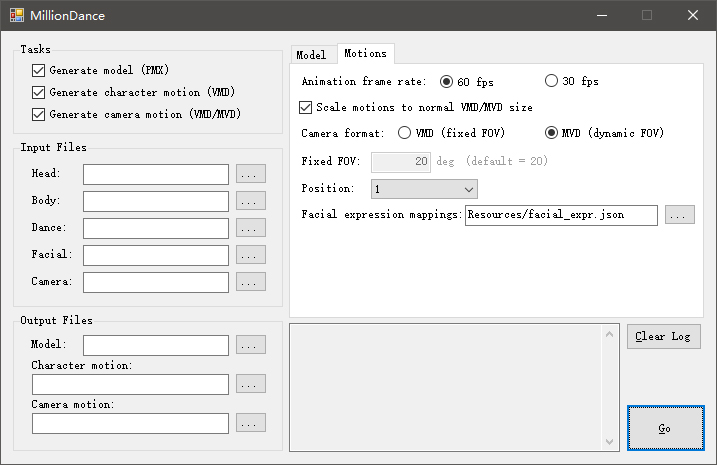 MillionDance
Tasks
Generate model (PMX)
Generate character motion (VMD)
Generate camera motion (VMD/MVD)
Input Files
Head:
...
Body:
...
Dance:
...
Facial:
...
Camera:
...
Output Files
Model:
...
Character motion:
...
Camera motion:
...
Model
Motions
Animation frame rate:
60 fps
30 fps
Scale motions to normal VMD/MVD size
Camera format:
VMD (fixed FOV)
MVD (dynamic FOV)
Fixed FOV:
20
deg (default = 20)
Position:
1
Facial expression mappings:
Resources/facial_expr.json
...
Clear Log
Go